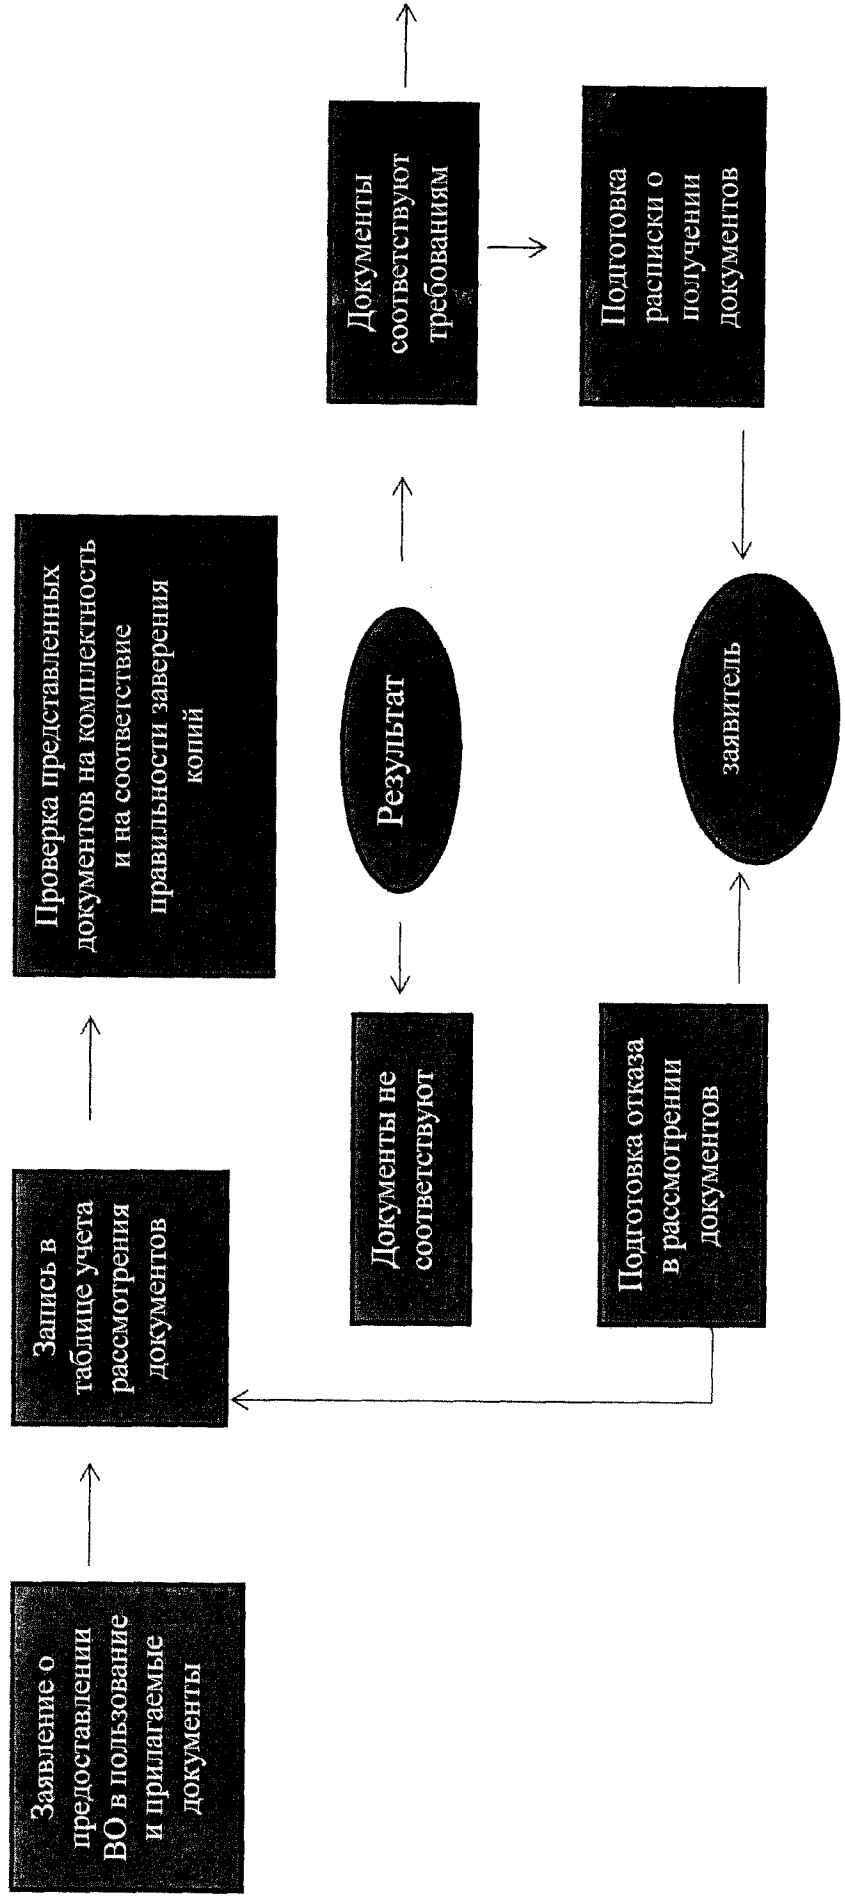 Заявление о
предоставлении
ВО в пользование
и прилагаемые
документы
Запись в
таблице учета
рассмотрения
документов
Проверка представленных
документов на комплектность
и на соответствие
правильности заверения
копий
Документы не
соответствуют
Результат
Документы
соответствуют
требованиям
Подготовка отказа
в рассмотрении
документов
заявитель
Подготовка
расписки о
получении
документов